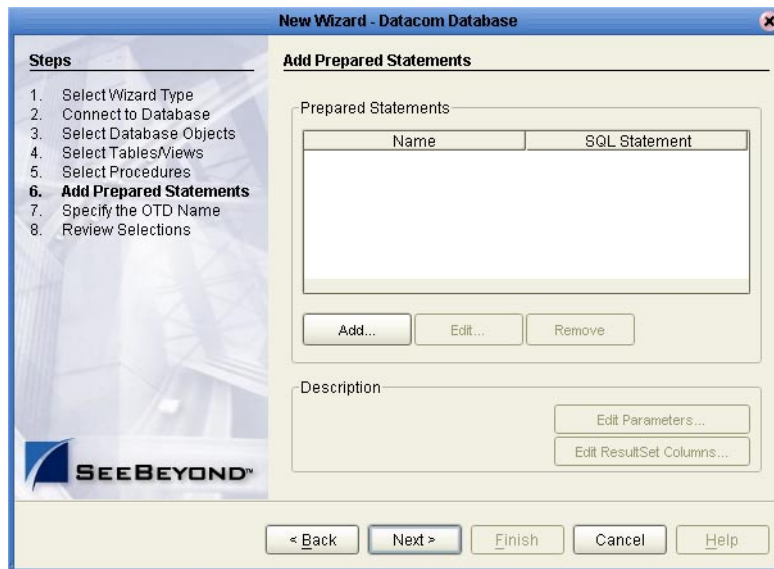 New Wizard - Datacom Database
Steps
1. Select Wizard Type
2. Connect to Database
3. Select Database Objects
4. Select Tables/Views
5. Select Procedures
6. Add Prepared Statements
7. Specify the OTD Name
8. Review Selections
SEEBEYOND™
Add Prepared Statements
Prepared Statements
Name SQL Statement
Add... Edit... Remove
Description
Edit Parameters...
Edit ResultSet Columns...
< Back Next > Finish Cancel Help